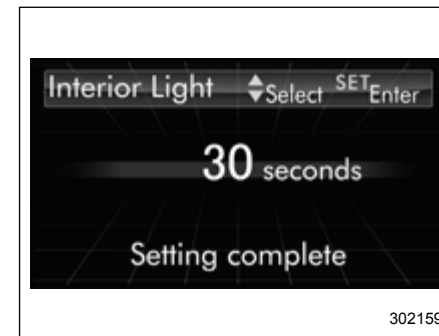 Interior Light ⬘Select SET Enter
30 seconds
Setting complete
302159